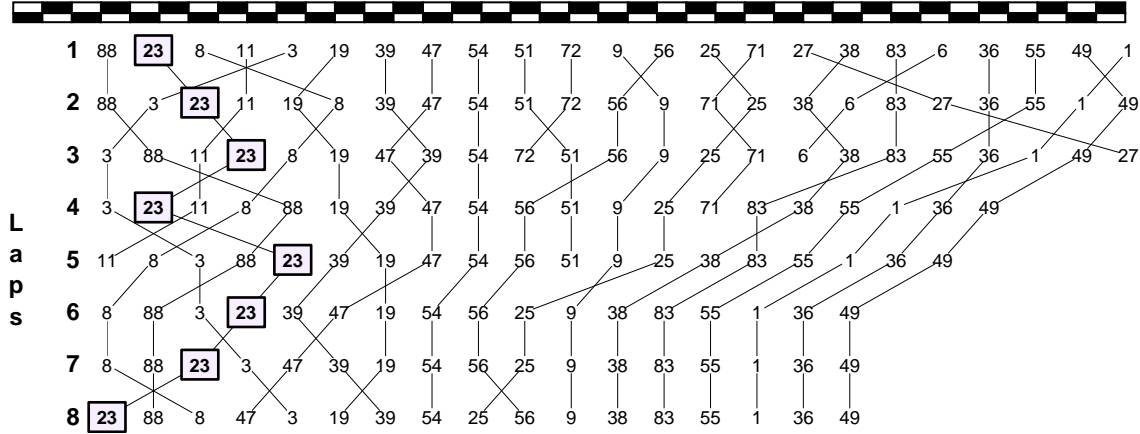 1 88 23 8 11 3 19 39 47 54 51 72 9 56 25 71 27 38 83 6 36 55 49 1
2 88 3 23 11 19 8 39 47 54 51 72 56 9 71 25 38 6 83 27 36 55 1 49
3 3 88 11 23 8 19 47 39 54 72 51 56 9 25 71 6 38 83 55 36 1 49 27
4 3 23 11 8 88 19 39 47 54 56 51 9 25 71 83 38 55 1 36 49
5 11 8 3 88 23 39 19 47 54 56 51 9 25 38 83 55 1 36 49
6 8 88 3 23 39 47 19 54 56 25 9 38 83 55 1 36 49
7 8 88 23 3 47 39 19 54 56 25 9 38 83 55 1 36 49
8 23 88 8 47 3 19 39 54 25 56 9 38 83 55 1 36 49
Laps